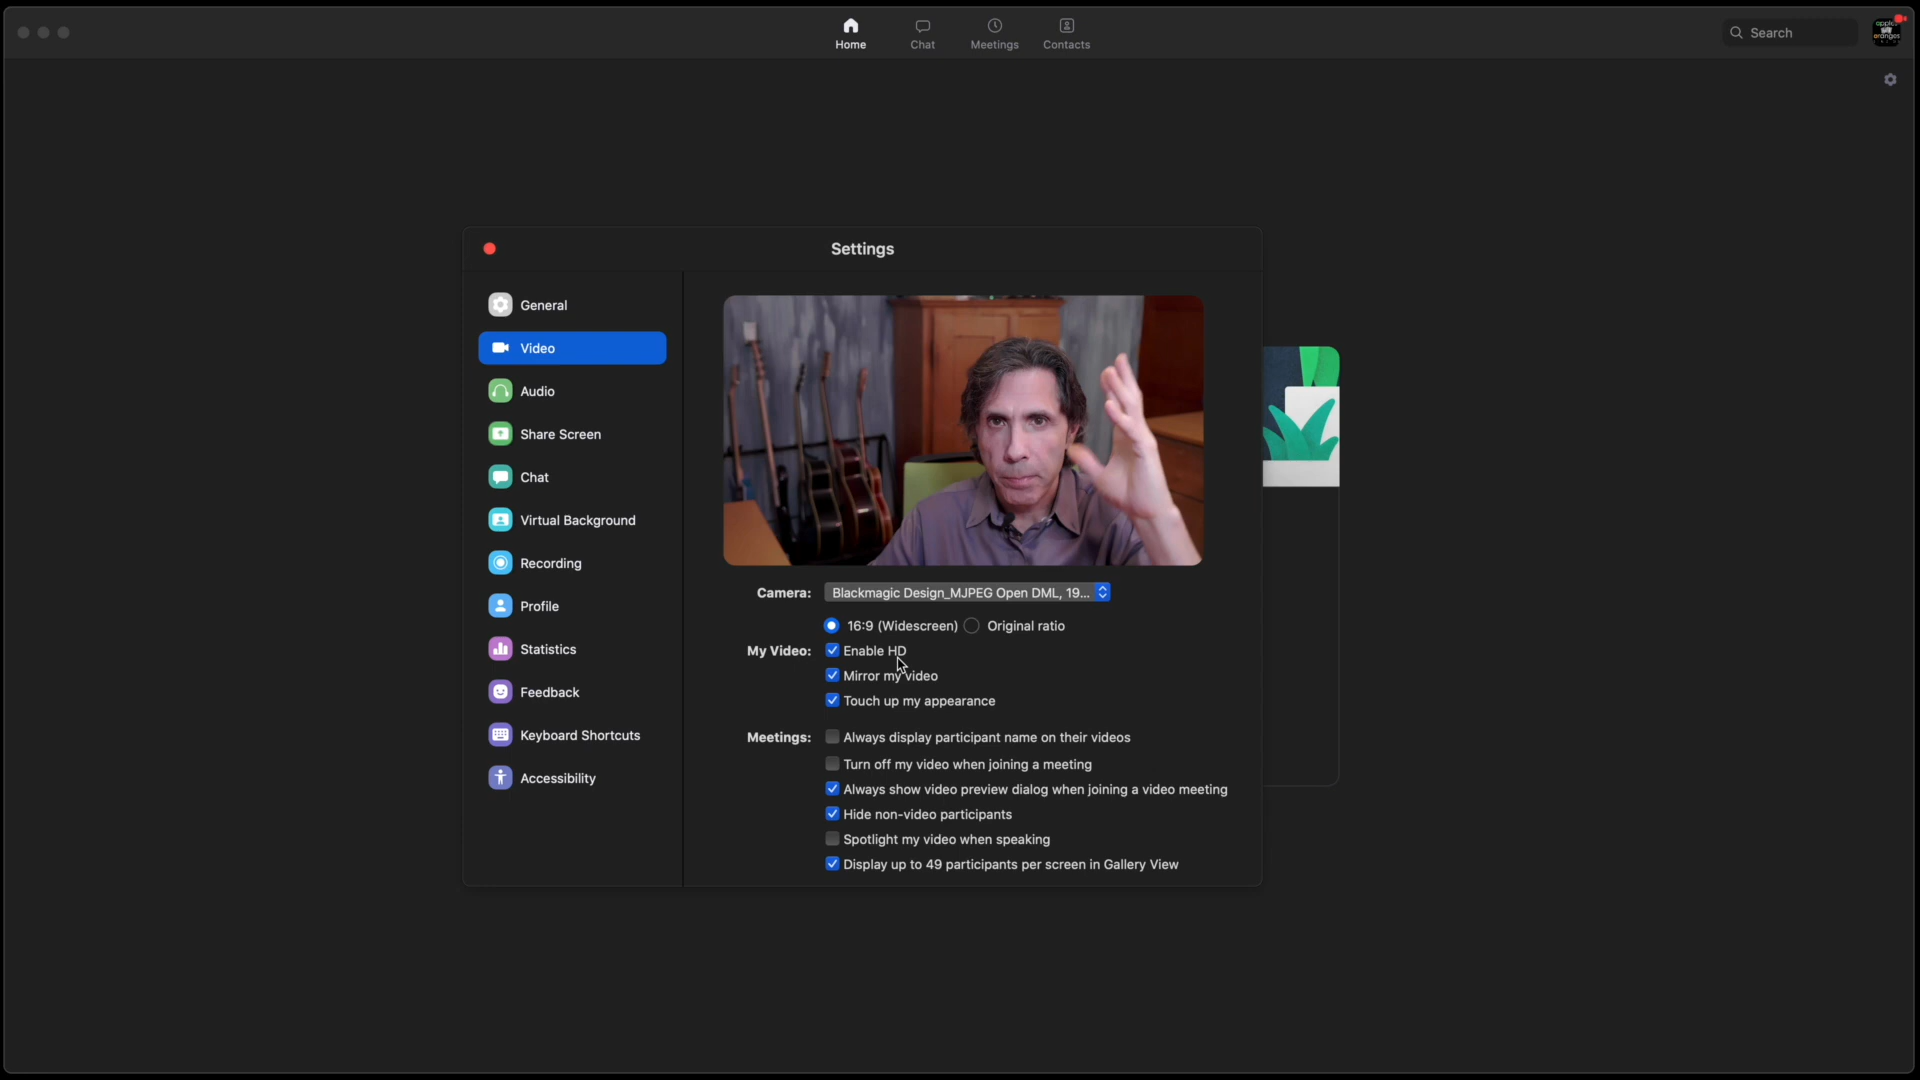 Home
Chat
Meetings
Contacts
Search
Settings
General
Video
Audio
Share Screen
Chat
Virtual Background
Recording
Profile
Statistics
Feedback
Keyboard Shortcuts
Accessibility
Camera: Blackmagic Design_MJPEG Open DML, 19...
16:9 (Widescreen) Original ratio
My Video: Enable HD
Mirror my video
Touch up my appearance
Meetings: Always display participant name on their videos
Turn off my video when joining a meeting
Always show video preview dialog when joining a video meeting
Hide non-video participants
Spotlight my video when speaking
Display up to 49 participants per screen in Gallery View